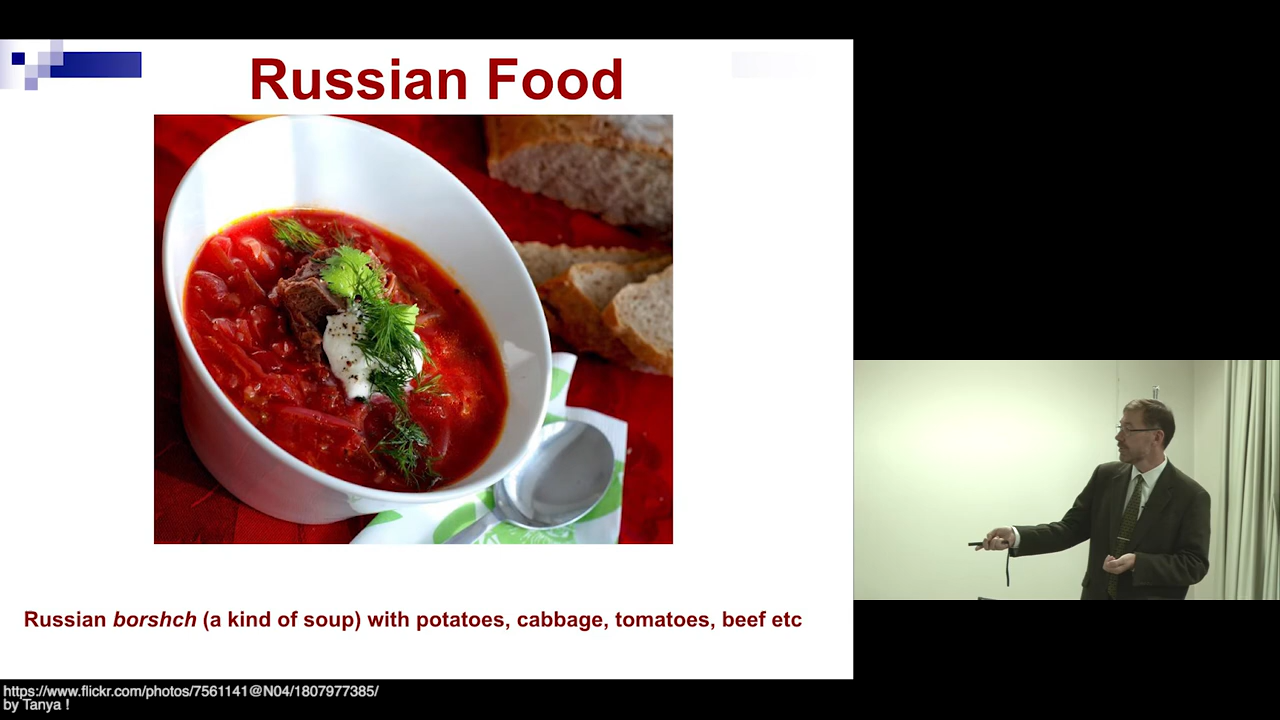 Russian Food
Russian borshch (a kind of soup) with potatoes, cabbage, tomatoes, beef etc
https://www.flickr.com/photos/7561141@N04/1807977385/
by Tanya !